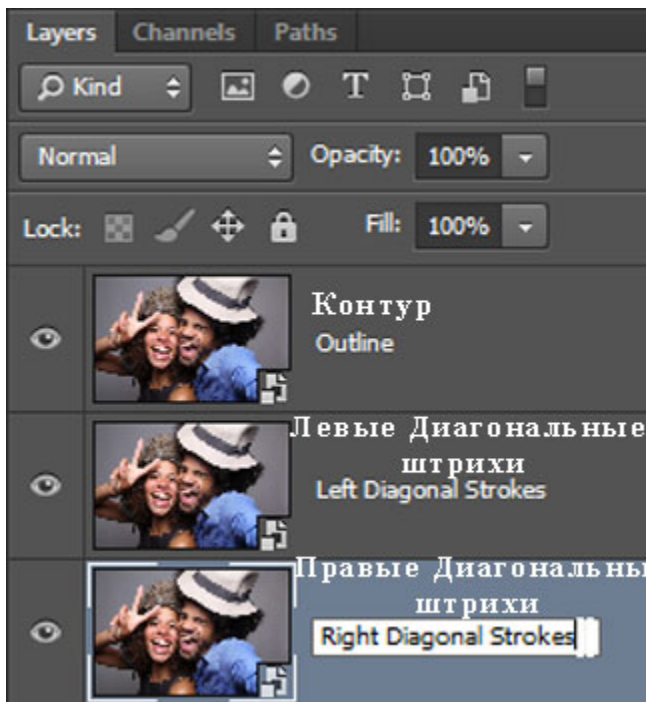 Layers Channels Paths
Kind T
Normal Opacity: 100%
Lock: Fill: 100%
Контур
Outline
Левые Диагональные
штрихи
Left Diagonal Strokes
Правые Диагональны
штрихи
Right Diagonal Strokes